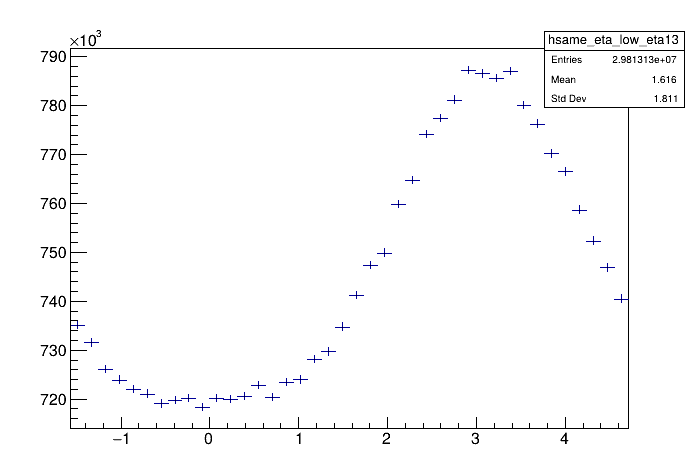 ×10³
hsame_eta_low_eta13
Entries 2.981313e+07
Mean 1.616
Std Dev 1.811
790
780
770
760
750
740
730
720
−1 0 1 2 3 4